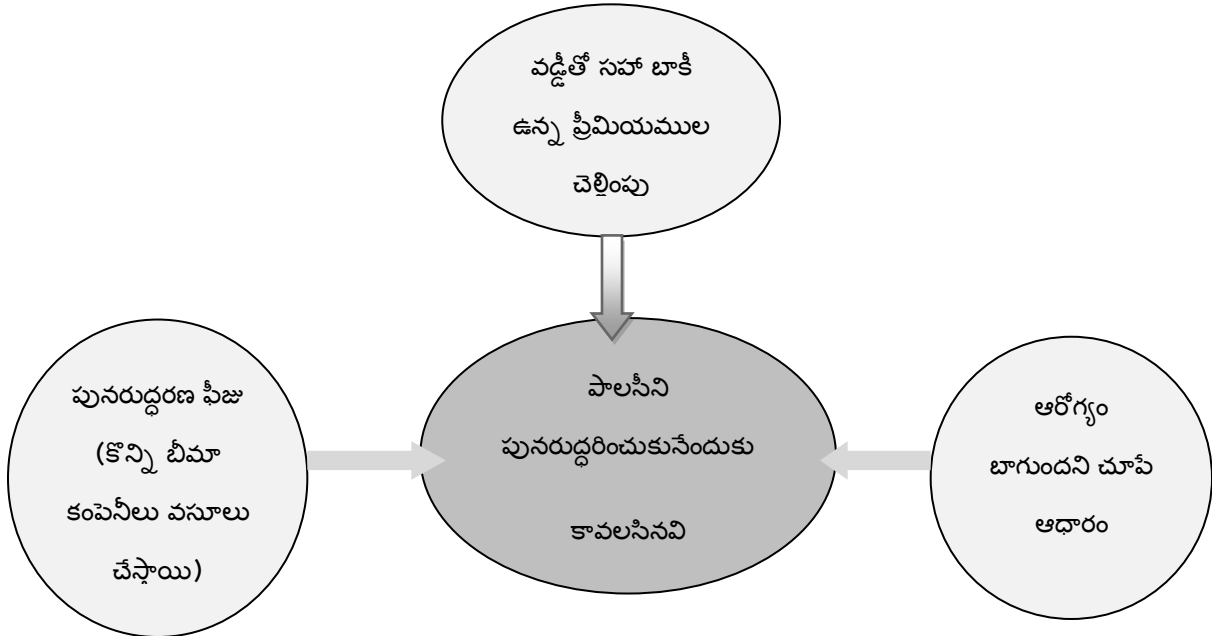 వడ్డీతో సహా బాకీ
ఉన్న ప్రీమియముల
చెల్లింపు
పునరుద్ధరణ ఫీజు
(కొన్ని బీమా
కంపెనీలు వసూలు
చేస్తాయి)
పాలసీని
పునరుద్ధరించుకునేందుకు
కావలసినవి
ఆరోగ్యం
బాగుందని చూపే
ఆధారం